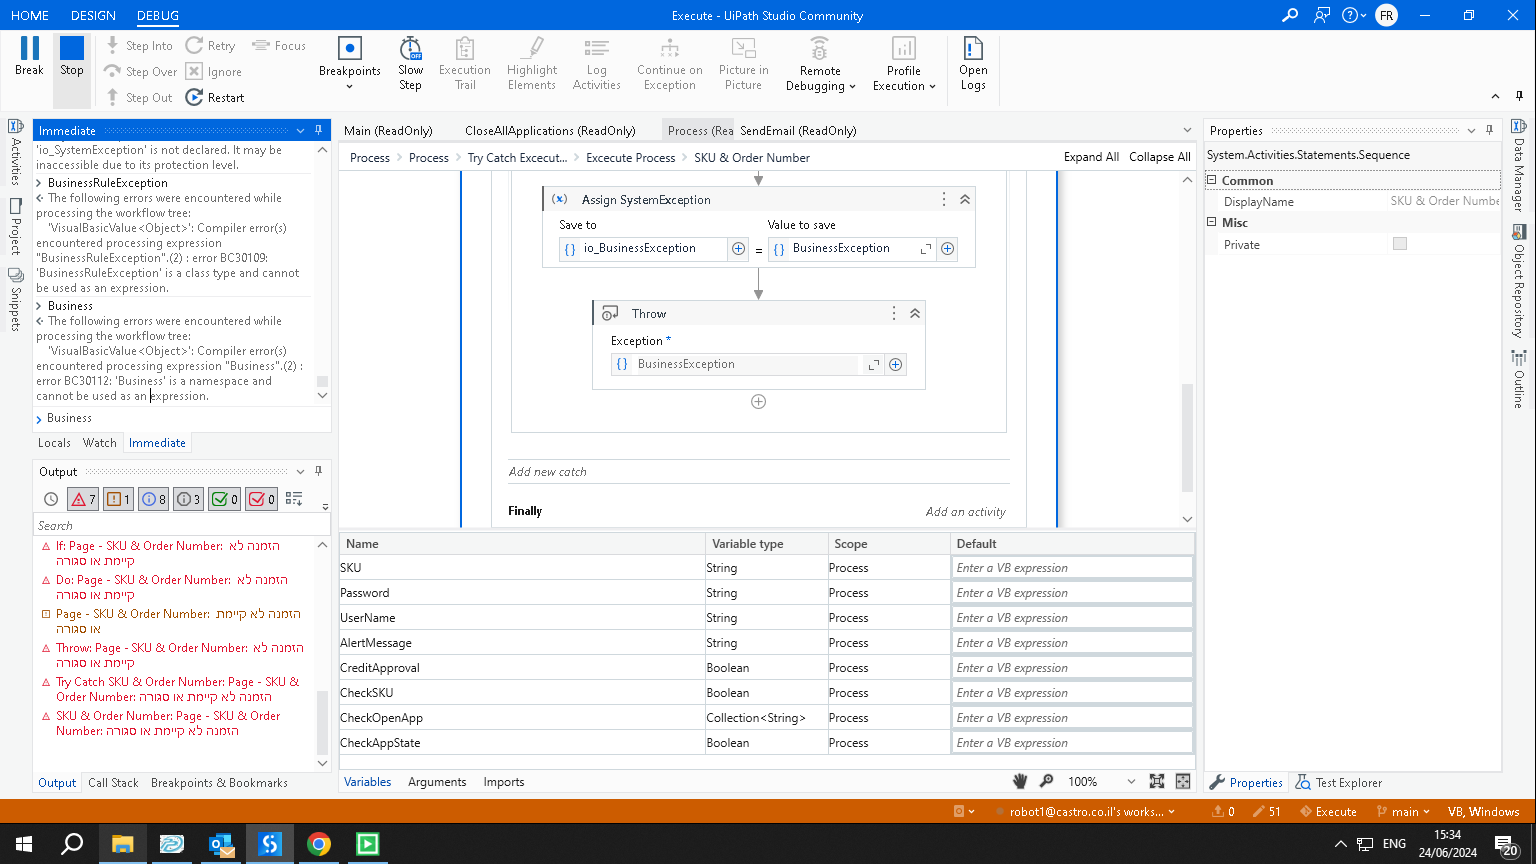 HOME DESIGN DEBUG
Execute - UiPath Studio Community
FR
Break
Stop
Step Into
Step Over
Step Out
Retry
Ignore
Restart
Focus
Breakpoints
Slow
Step
Execution
Trail
Highlight
Elements
Log
Activities
Continue on
Exception
Picture in
Picture
Remote
Debugging
Profile
Execution
Open
Logs
Activities
Project
Snippets
Immediate
'io_SystemException' is not declared. It may be
inaccessible due to its protection level.
BusinessRuleException
The following errors were encountered while
processing the workflow tree:
'VisualBasicValue<Object>': Compiler error(s)
encountered processing expression
"BusinessRuleException".(2) : error BC30109:
'BusinessRuleException' is a class type and cannot
be used as an expression.
Business
The following errors were encountered while
processing the workflow tree:
'VisualBasicValue<Object>': Compiler error(s)
encountered processing expression "Business".(2) :
error BC30112: 'Business' is a namespace and
cannot be used as an expression.
Business
Locals Watch Immediate
Output
7 1 8 3 0 0
Search
If: Page - SKU & Order Number: הזמנה לא
קיימת או סגורה
Do: Page - SKU & Order Number: הזמנה לא
קיימת או סגורה
Page - SKU & Order Number: הזמנה לא קיימת
או סגורה
Throw: Page - SKU & Order Number: הזמנה לא
קיימת או סגורה
Try Catch SKU & Order Number: Page - SKU &
Order Number: הזמנה לא קיימת או סגורה
SKU & Order Number: Page - SKU & Order
Number: הזמנה לא קיימת או סגורה
Output Call Stack Breakpoints & Bookmarks
Main (ReadOnly) CloseAllApplications (ReadOnly) Process (Rea SendEmail (ReadOnly)
Process > Process > Try Catch Excecut... > Excecute Process > SKU & Order Number
Expand All Collapse All
(x) Assign SystemException
Save to Value to save
{} io_BusinessException = {} BusinessException
Throw
Exception *
{} BusinessException
Add new catch
Finally Add an activity
Name Variable type Scope Default
SKU String Process Enter a VB expression
Password String Process Enter a VB expression
UserName String Process Enter a VB expression
AlertMessage String Process Enter a VB expression
CreditApproval Boolean Process Enter a VB expression
CheckSKU Boolean Process Enter a VB expression
CheckOpenApp Collection<String> Process Enter a VB expression
CheckAppState Boolean Process Enter a VB expression
Variables Arguments Imports
100%
Properties
System.Activities.Statements.Sequence
Common
DisplayName SKU & Order Numbe
Misc
Private
Properties Test Explorer
Data Manager
Object Repository
Outline
robot1@castro.co.il's works... 0 51 Execute main VB, Windows
ENG
15:34
24/06/2024
20